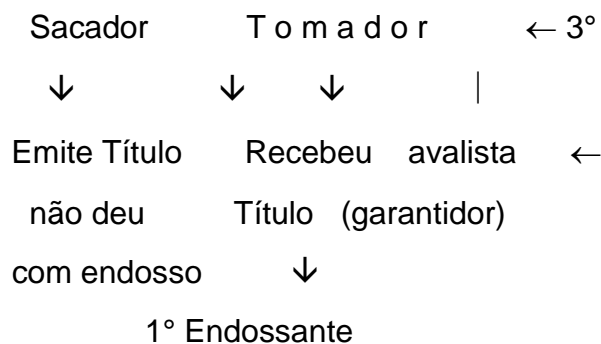 Sacador T o m a d o r ← 3°
↓ ↓ ↓ |
Emite Título Recebeu avalista ←
não deu Título (garantidor)
com endosso ↓
1° Endossante